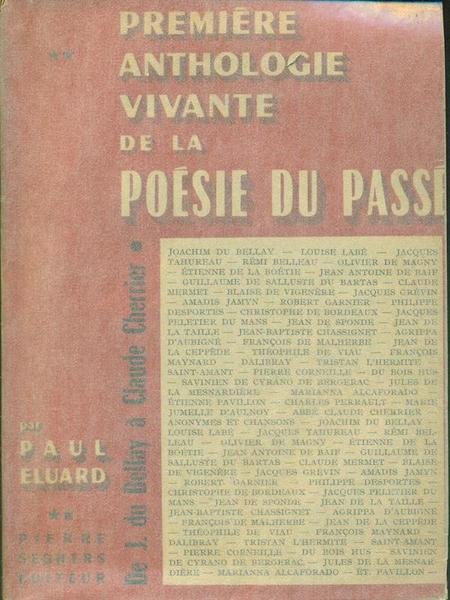 PREMIÈRE
ANTHOLOGIE
VIVANTE
DE LA
POÉSIE DU PASSÉ
De J. du Bellay à Claude Cherrier
JOACHIM DU BELLAY — LOUISE LABÉ — JACQUES
TAHUREAU — RÉMI BELLEAU — OLIVIER DE MAGNY
— ÉTIENNE DE LA BOÉTIE — JEAN ANTOINE DE BAIF
— GUILLAUME DE SALLUSTE DU BARTAS — CLAUDE
MERMET — BLAISE DE VIGENÈRE — JACQUES GRÉVIN
— AMADIS JAMYN — ROBERT GARNIER — PHILIPPE
DESPORTES — CHRISTOPHE DE BORDEAUX — JACQUES
PELETIER DU MANS — JEAN DE SPONDE — JEAN DE
LA TAILLE — JEAN-BAPTISTE CHASSIGNET — AGRIPPA
D'AUBIGNÉ — FRANÇOIS DE MALHERBE — JEAN DE
LA CEPPÈDE — THÉOPHILE DE VIAU — FRANÇOIS
MAYNARD — DALIBRAY — TRISTAN L'HERMITE —
SAINT-AMANT — PIERRE CORNEILLE — DU BOIS HUS
— SAVINIEN DE CYRANO DE BERGERAC — JULES DE
LA MESNARDIÈRE — MARIANNA ALCAFORADO —
ÉTIENNE PAVILLON — CHARLES PERRAULT — MARIE
JUMELLE D'AULNOY — ABBÉ CLAUDE CHERRIER —
ANONYMES ET CHANSONS — JOACHIM DU BELLAY —
LOUISE LABÉ — JACQUES TAHUREAU — RÉMI BEL-
LEAU — OLIVIER DE MAGNY — ÉTIENNE DE LA
BOÉTIE — JEAN ANTOINE DE BAIF — GUILLAUME DE
SALLUSTE DU BARTAS — CLAUDE MERMET — BLAISE
DE VIGENÈRE — JACQUES GRÉVIN — AMADIS JAMYN
— ROBERT GARNIER — PHILIPPE DESPORTES —
CHRISTOPHE DE BORDEAUX — JACQUES PELETIER DU
MANS — JEAN DE SPONDE — JEAN DE LA TAILLE —
JEAN-BAPTISTE CHASSIGNET — AGRIPPA D'AUBIGNÉ
— FRANÇOIS DE MALHERBE — JEAN DE LA CEPPÈDE
— THÉOPHILE DE VIAU — FRANÇOIS MAYNARD —
DALIBRAY — TRISTAN L'HERMITE — SAINT-AMANT
— PIERRE CORNEILLE — DU BOIS HUS — SAVINIEN
DE CYRANO DE BERGERAC — JULES DE LA MESNAR-
DIÈRE — MARIANNA ALCAFORADO — ÉT. PAVILLON —
par
PAUL
ELUARD
PIERRE
SEGHERS
EDITEUR